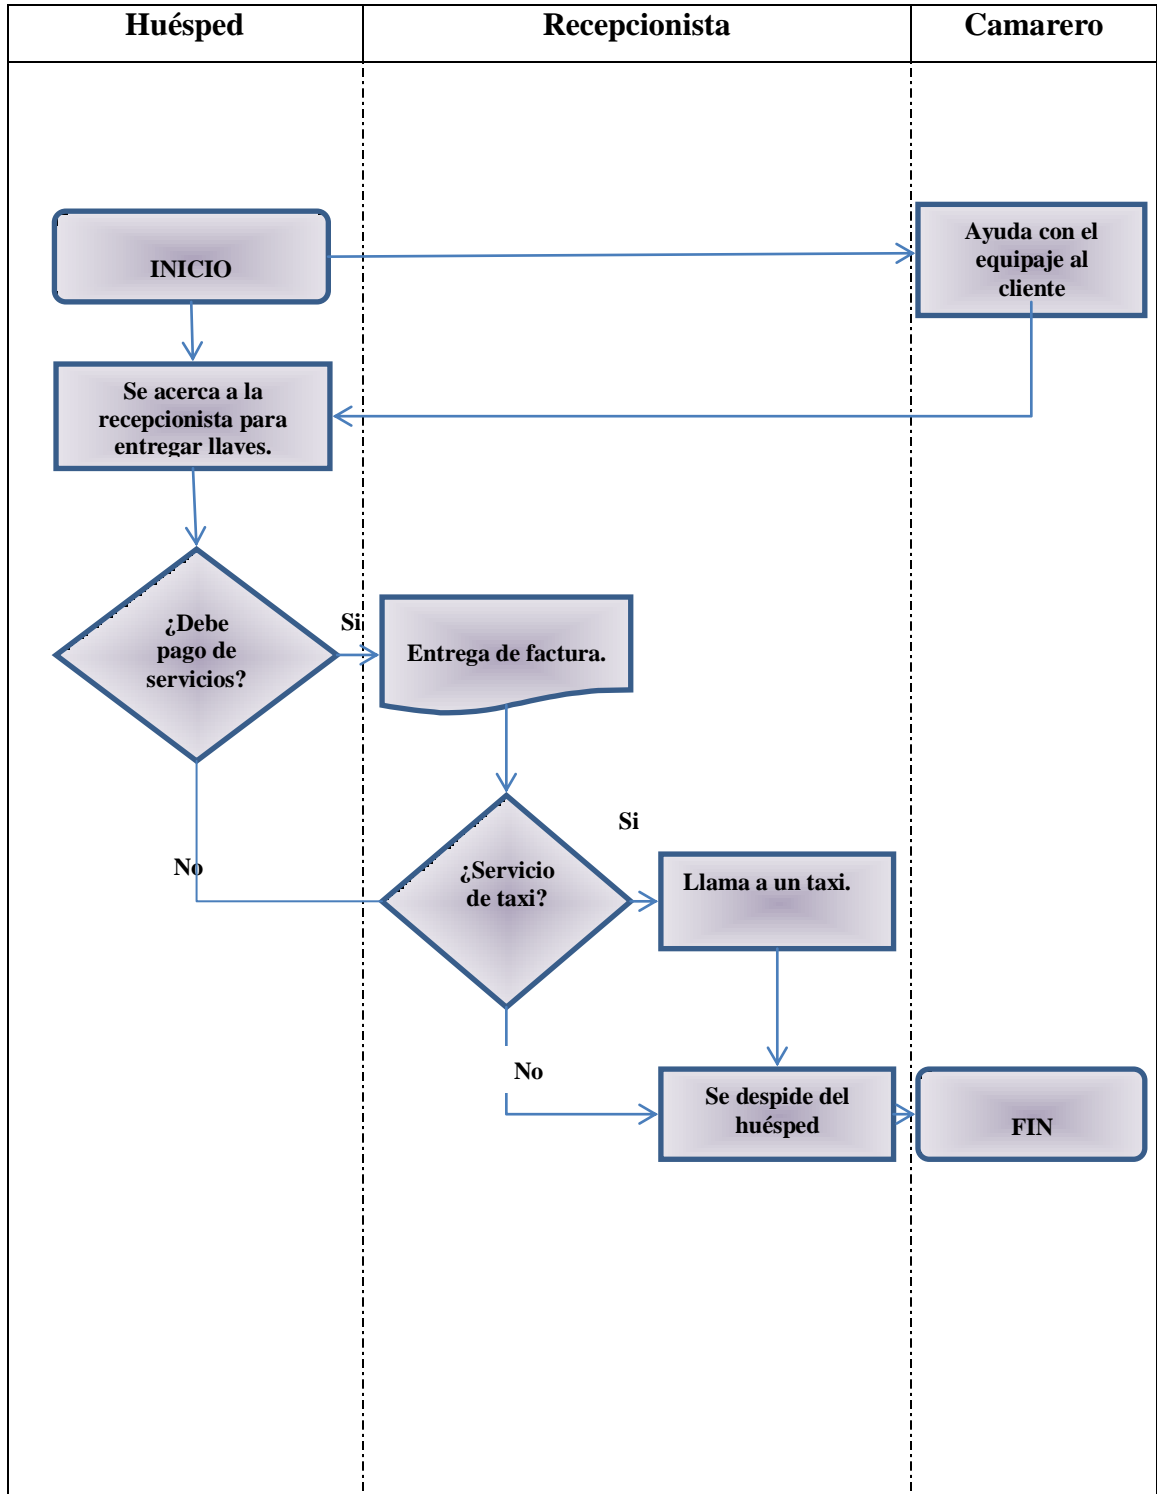 Huésped
Recepcionista
Camarero
INICIO
Ayuda con el
equipaje al
cliente
Se acerca a la
recepcionista para
entregar llaves.
¿Debe
pago de
servicios?
Si
Entrega de factura.
No
¿Servicio
de taxi?
Si
Llama a un taxi.
No
Se despide del
huésped
FIN